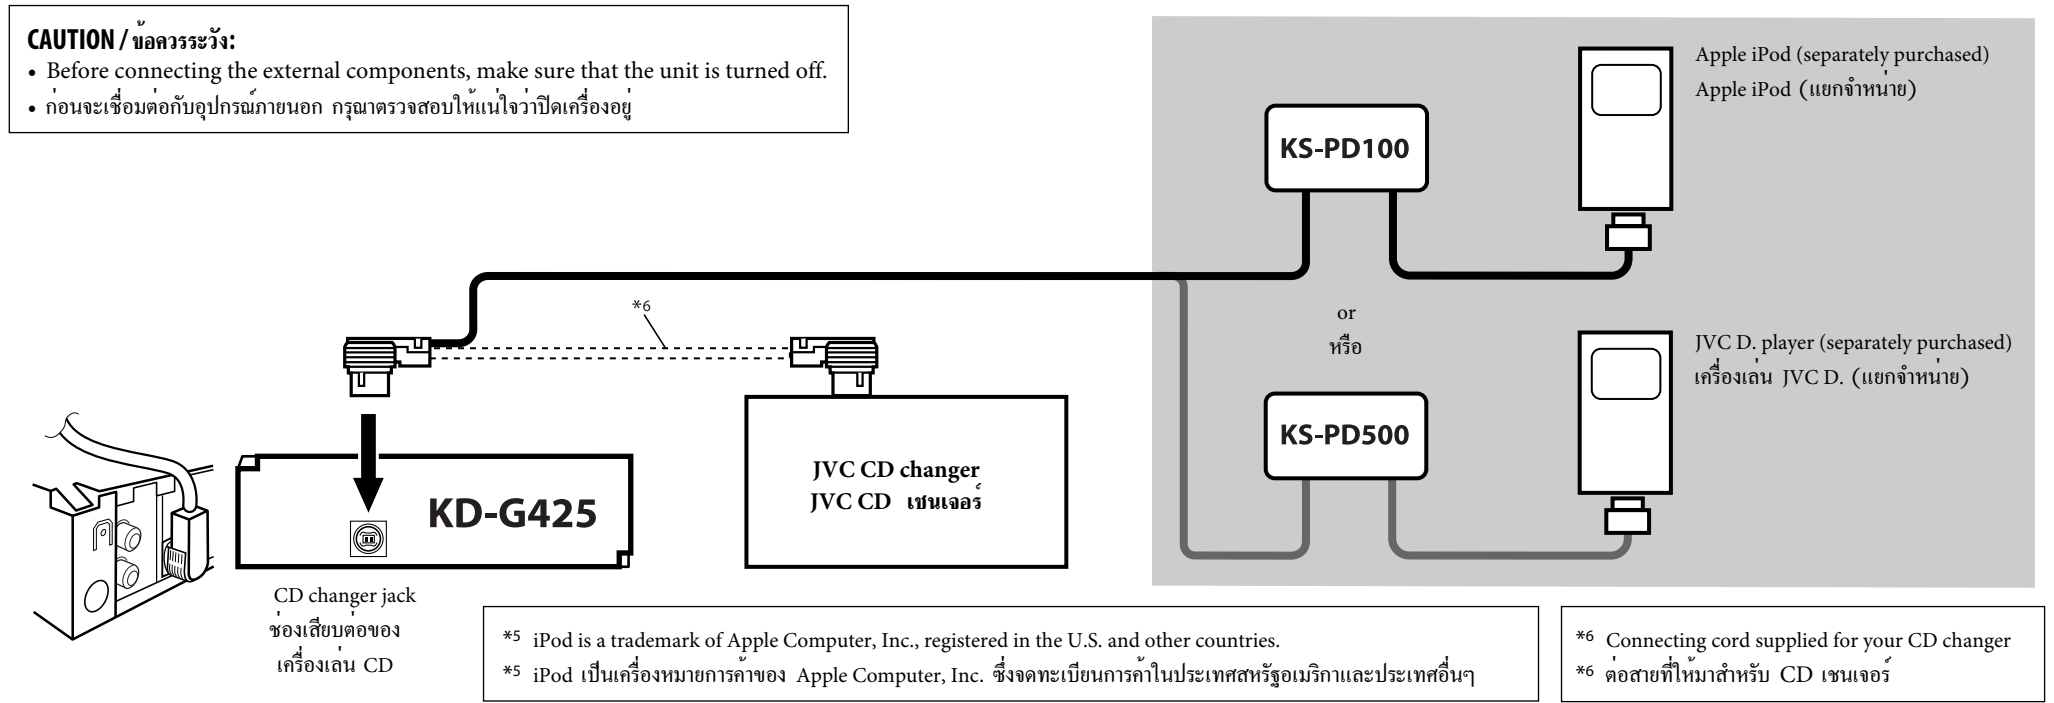 CAUTION / ข้อควรระวัง:
• Before connecting the external components, make sure that the unit is turned off.
• ก่อนจะเชื่อมต่อกับอุปกรณ์ภายนอก กรุณาตรวจสอบให้แน่ใจว่าปิดเครื่องอยู่
Apple iPod (separately purchased)
Apple iPod (แยกจำหน่าย)
KS-PD100
*6
or
หรือ
JVC D. player (separately purchased)
เครื่องเล่น JVC D. (แยกจำหน่าย)
KS-PD500
JVC CD changer
JVC CD เชนเจอร์
KD-G425
CD changer jack
ช่องเสียบต่อของ
เครื่องเล่น CD
*5 iPod is a trademark of Apple Computer, Inc., registered in the U.S. and other countries.
*5 iPod เป็นเครื่องหมายการค้าของ Apple Computer, Inc. ซึ่งจดทะเบียนการค้าในประเทศสหรัฐอเมริกาและประเทศอื่นๆ
*6 Connecting cord supplied for your CD changer
*6 ต่อสายที่ให้มาสำหรับ CD เชนเจอร์